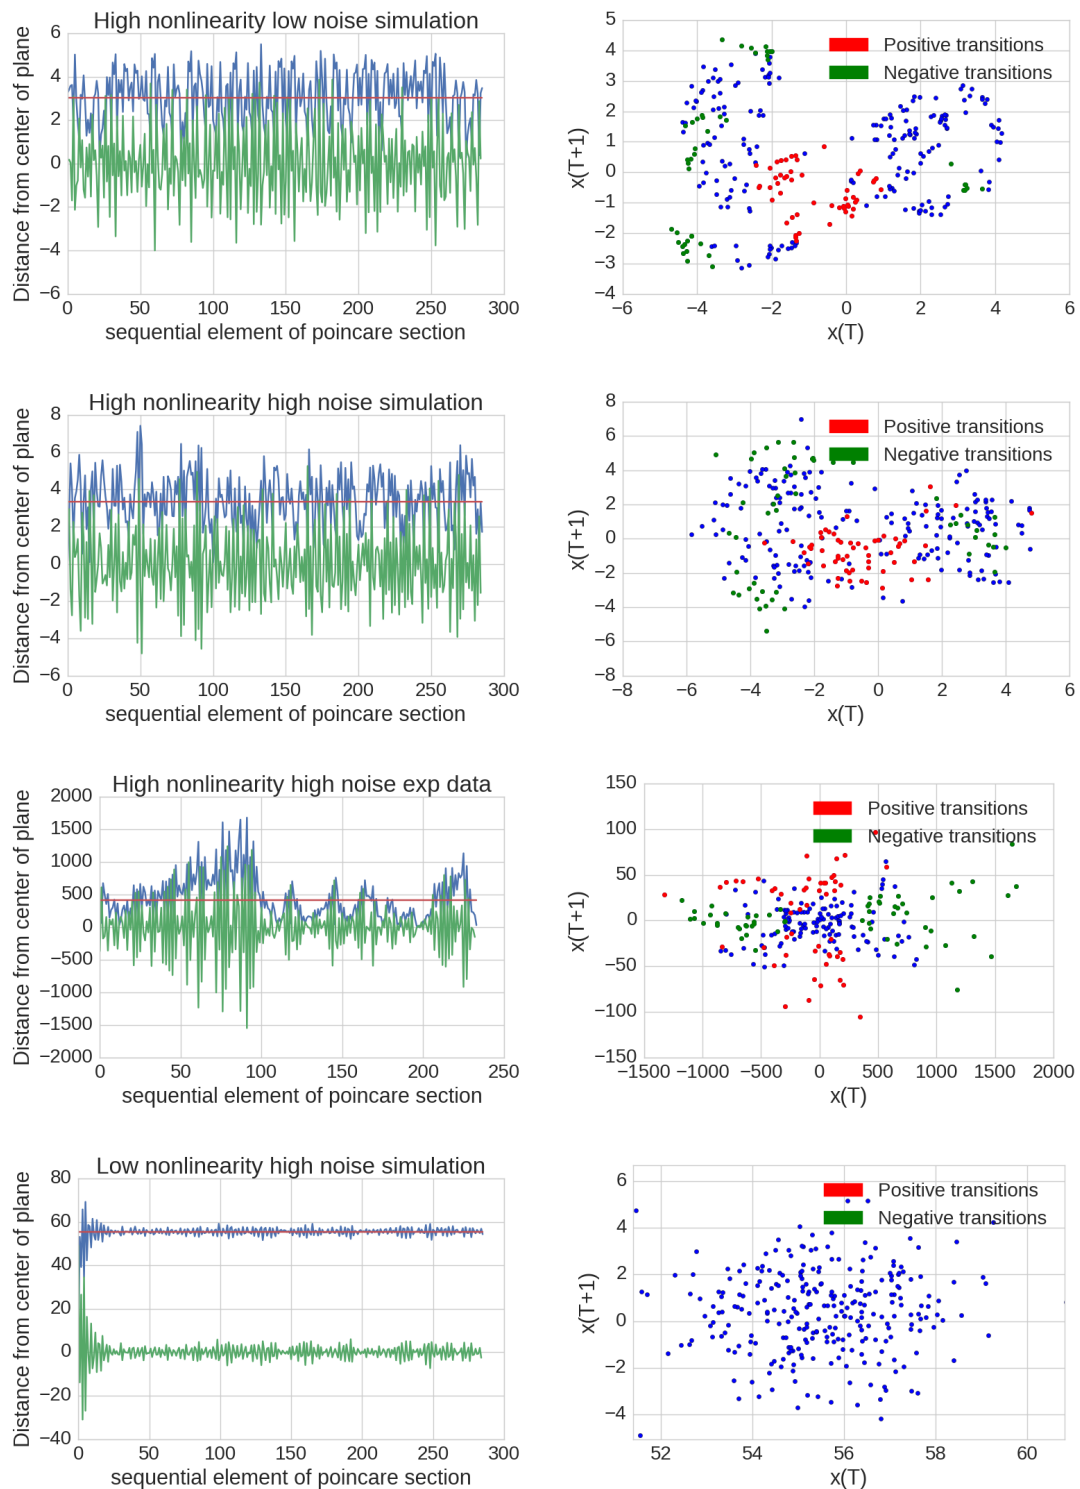 High nonlinearity low noise simulation
Distance from center of plane
6
4
2
0
−2
−4
−6
0 50 100 150 200 250 300
sequential element of poincare section
Positive transitions
Negative transitions
x(T+1)
5
4
3
2
1
0
−1
−2
−3
−4
−6 −4 −2 0 2 4 6
x(T)
High nonlinearity high noise simulation
Distance from center of plane
8
6
4
2
0
−2
−4
−6
0 50 100 150 200 250 300
sequential element of poincare section
Positive transitions
Negative transitions
x(T+1)
8
6
4
2
0
−2
−4
−6
−8
−8 −6 −4 −2 0 2 4 6
x(T)
High nonlinearity high noise exp data
Distance from center of plane
2000
1500
1000
500
0
−500
−1000
−1500
−2000
0 50 100 150 200 250
sequential element of poincare section
Positive transitions
Negative transitions
x(T+1)
150
100
50
0
−50
−100
−150
−1500 −1000 −500 0 500 1000 1500 2000
x(T)
Low nonlinearity high noise simulation
Distance from center of plane
80
60
40
20
0
−20
−40
0 50 100 150 200 250 300
sequential element of poincare section
Positive transitions
Negative transitions
x(T+1)
6
4
2
0
−2
−4
52 54 56 58 60
x(T)